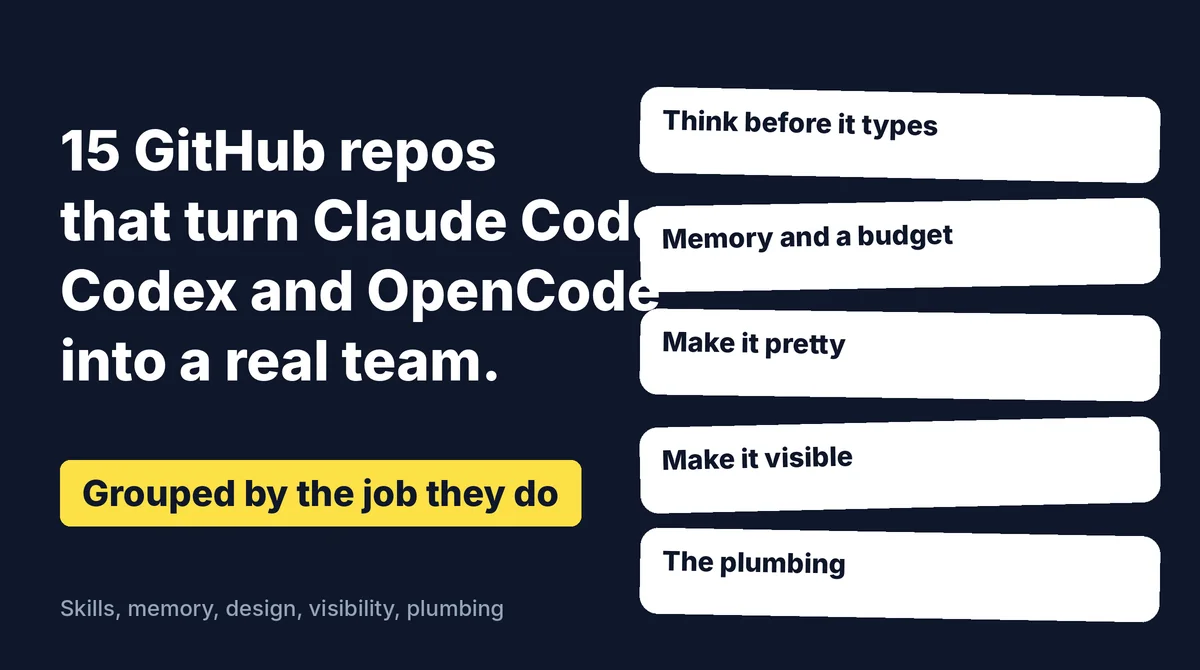 15 GitHub repos
that turn Claude Code
Codex and OpenCode
into a real team.
Grouped by the job they do
Skills, memory, design, visibility, plumbing
Think before it types
Memory and a budget
Make it pretty
Make it visible
The plumbing